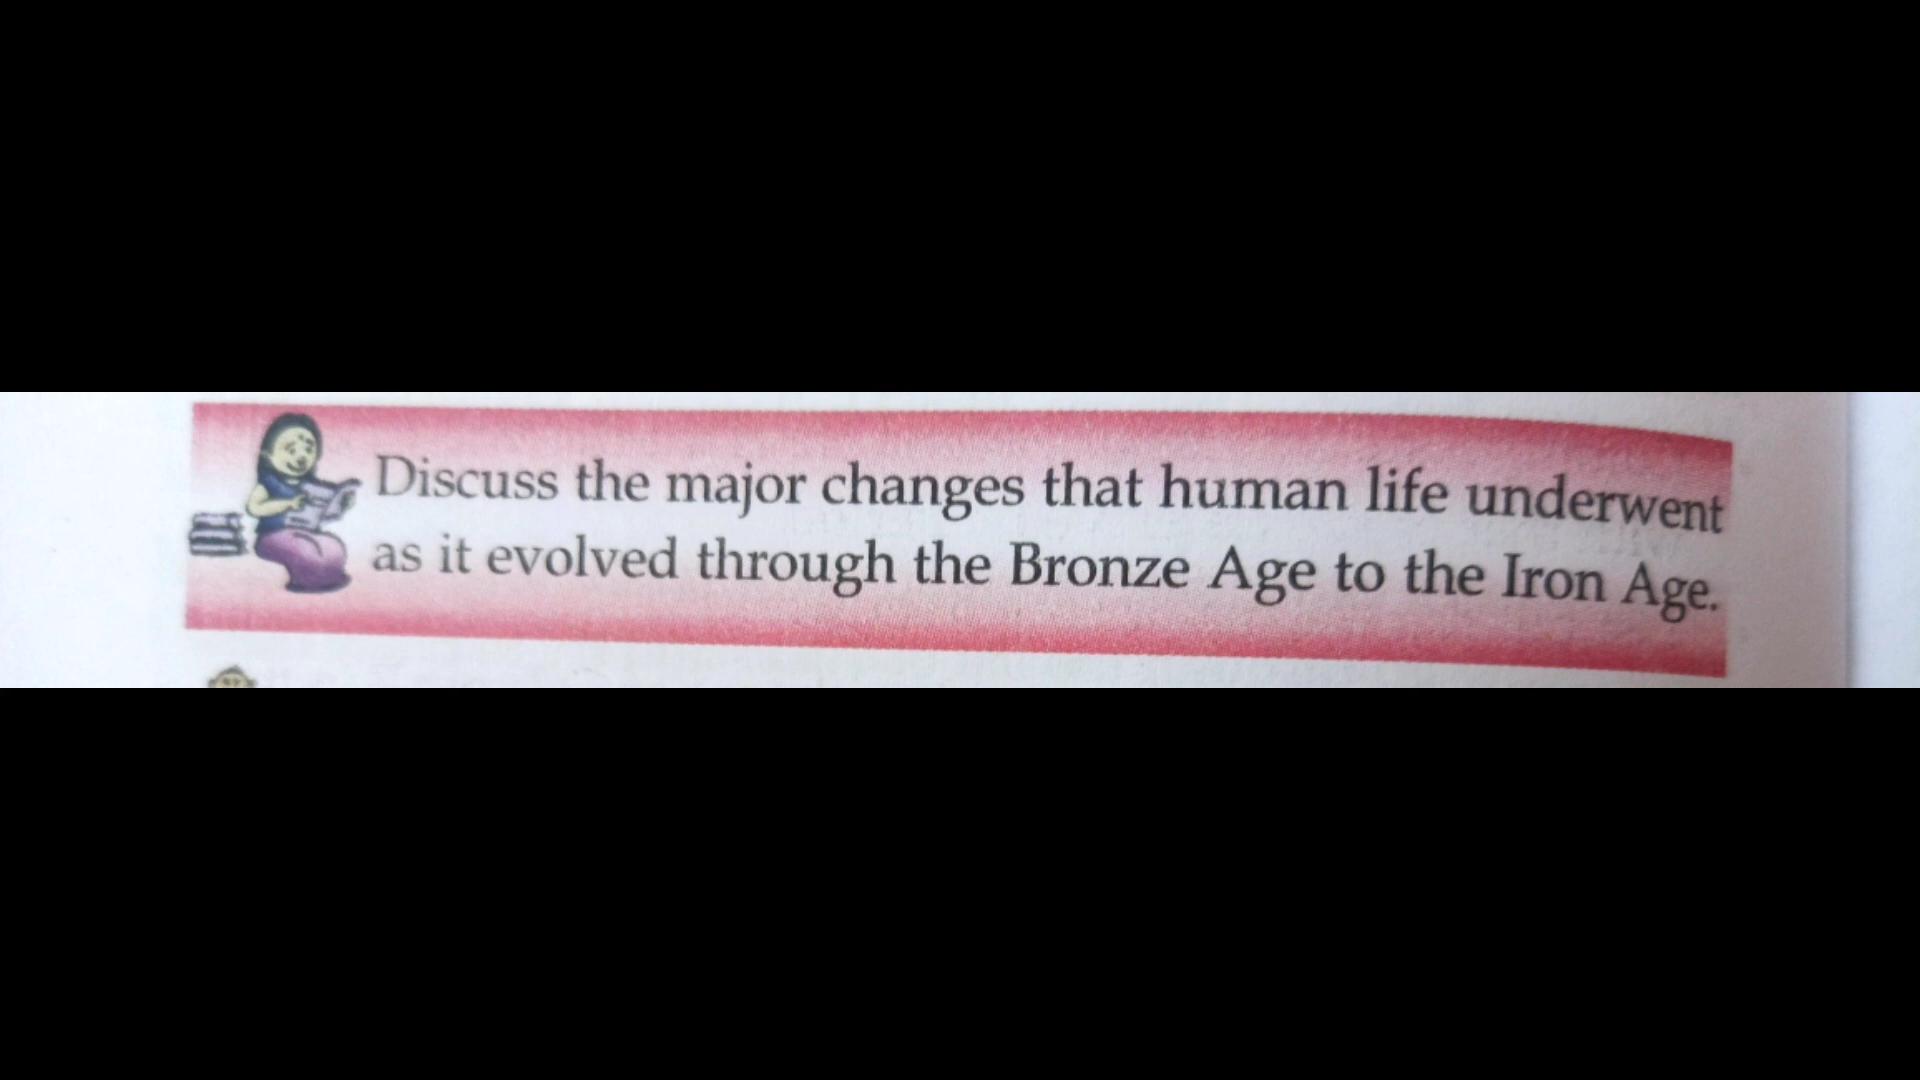 Discuss the major changes that human life underwent
as it evolved through the Bronze Age to the Iron Age.